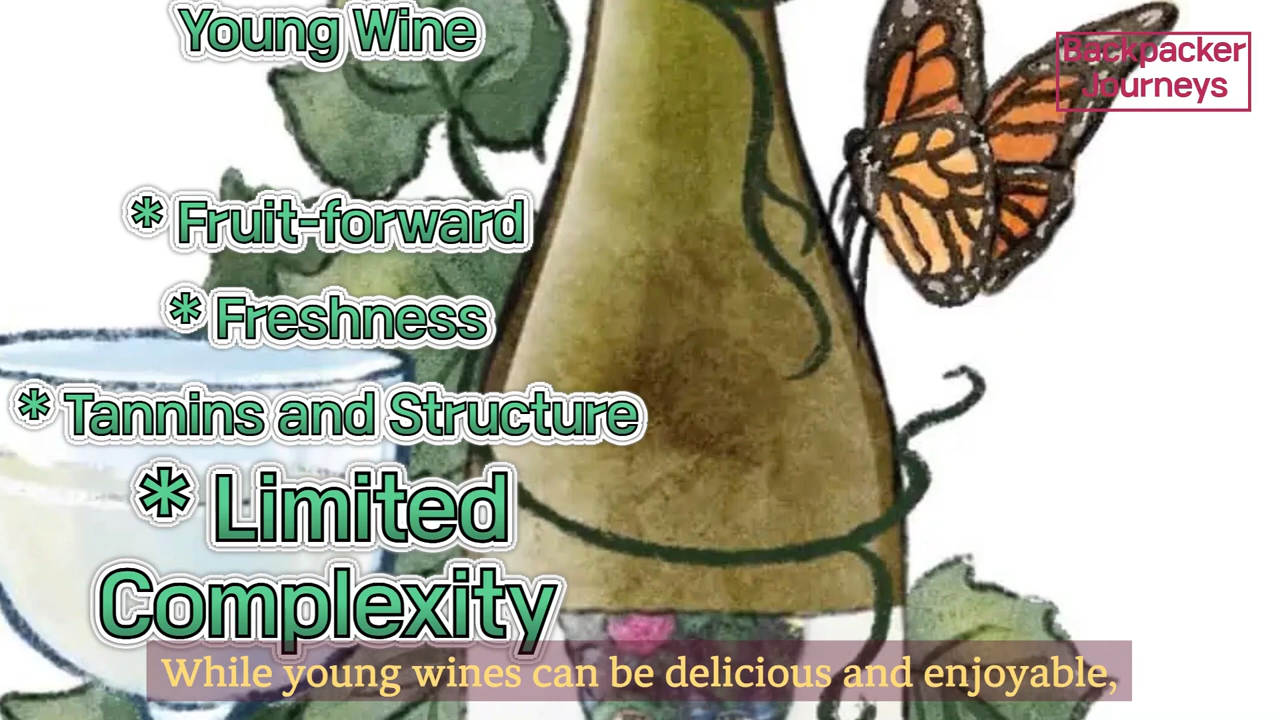 Young Wine
Backpacker
Journeys
* Fruit-forward
* Freshness
* Tannins and Structure
* Limited
Complexity
While young wines can be delicious and enjoyable,